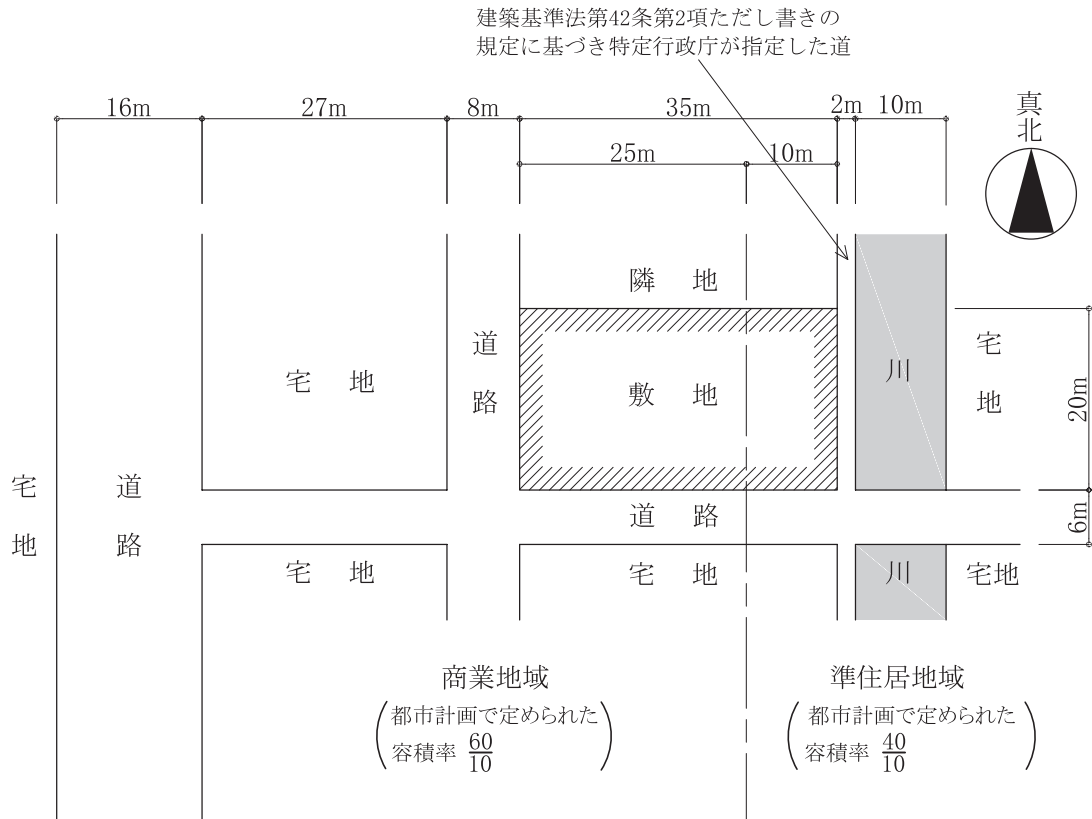 建築基準法第42条第2項ただし書きの
規定に基づき特定行政庁が指定した道
16m 27m 8m 35m 2m 10m
25m 10m
真北
隣 地
道路
宅 地
敷 地
川
宅地
20m
宅地
道路
道 路
6m
宅 地
宅 地
川
宅地
商業地域
都市計画で定められた
容積率 60/10
準住居地域
都市計画で定められた
容積率 40/10